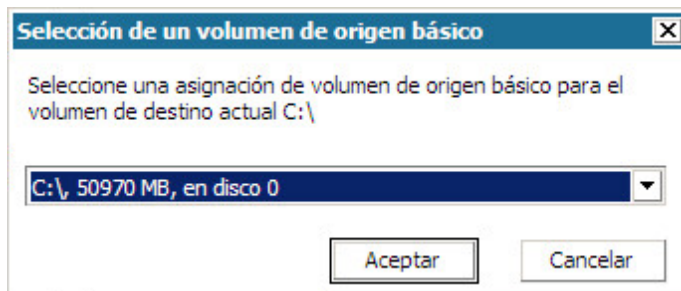 Selección de un volumen de origen básico
Seleccione una asignación de volumen de origen básico para el
volumen de destino actual C:\
C:\, 50970 MB, en disco 0
Aceptar
Cancelar